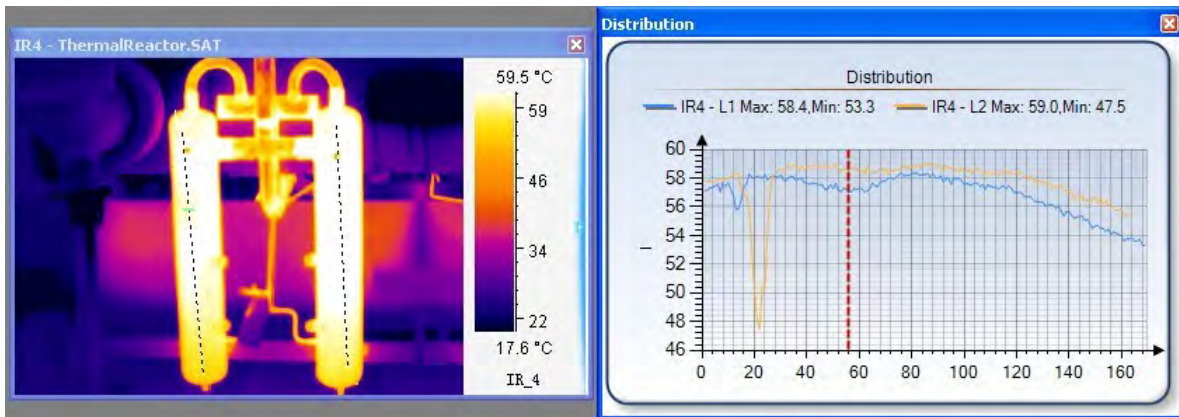 IR4 - ThermalReactor.SAT
59.5 °C
59
46
34
22
17.6 °C
IR_4
Distribution
Distribution
IR4 - L1 Max: 58.4,Min: 53.3 IR4 - L2 Max: 59.0,Min: 47.5
60
58
56
54
52
50
48
46
I
0 20 40 60 80 100 120 140 160